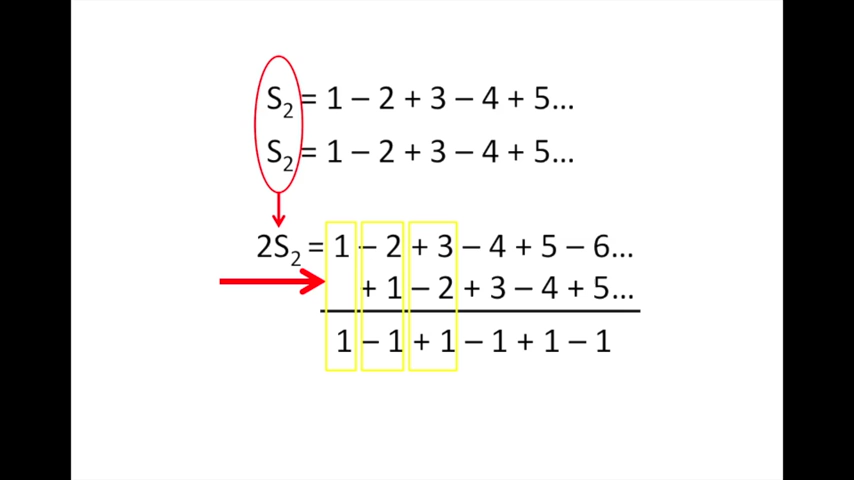 S₂ = 1 – 2 + 3 – 4 + 5...
S₂ = 1 – 2 + 3 – 4 + 5...
2S₂ = 1 – 2 + 3 – 4 + 5 – 6...
+ 1 – 2 + 3 – 4 + 5...
1 – 1 + 1 – 1 + 1 – 1